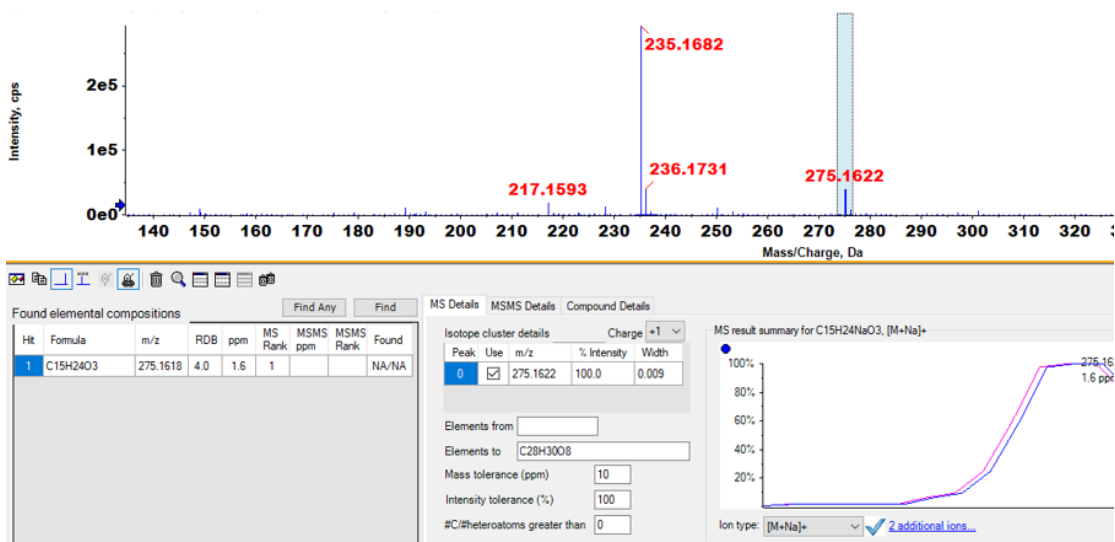 Intensity, cps
2e5
1e5
0e0
235.1682
236.1731
217.1593
275.1622
140 150 160 170 180 190 200 210 220 230 240 250 260 270 280 290 300 310 320
Mass/Charge, Da
Found elemental compositions
Find Any Find
Hit Formula m/z RDB ppm MS Rank MSMS ppm MSMS Rank Found
1 C15H24O3 275.1618 4.0 1.6 1 NA/NA
MS Details MSMS Details Compound Details
Isotope cluster details Charge +1
Peak Use m/z % Intensity Width
0 275.1622 100.0 0.009
Elements from
Elements to C28H30O8
Mass tolerance (ppm) 10
Intensity tolerance (%) 100
#C/#heteroatoms greater than 0
MS result summary for C15H24NaO3, [M+Na]+
100%
80%
60%
40%
20%
1.6
Ion type: [M+Na]+ 2 additional ions...